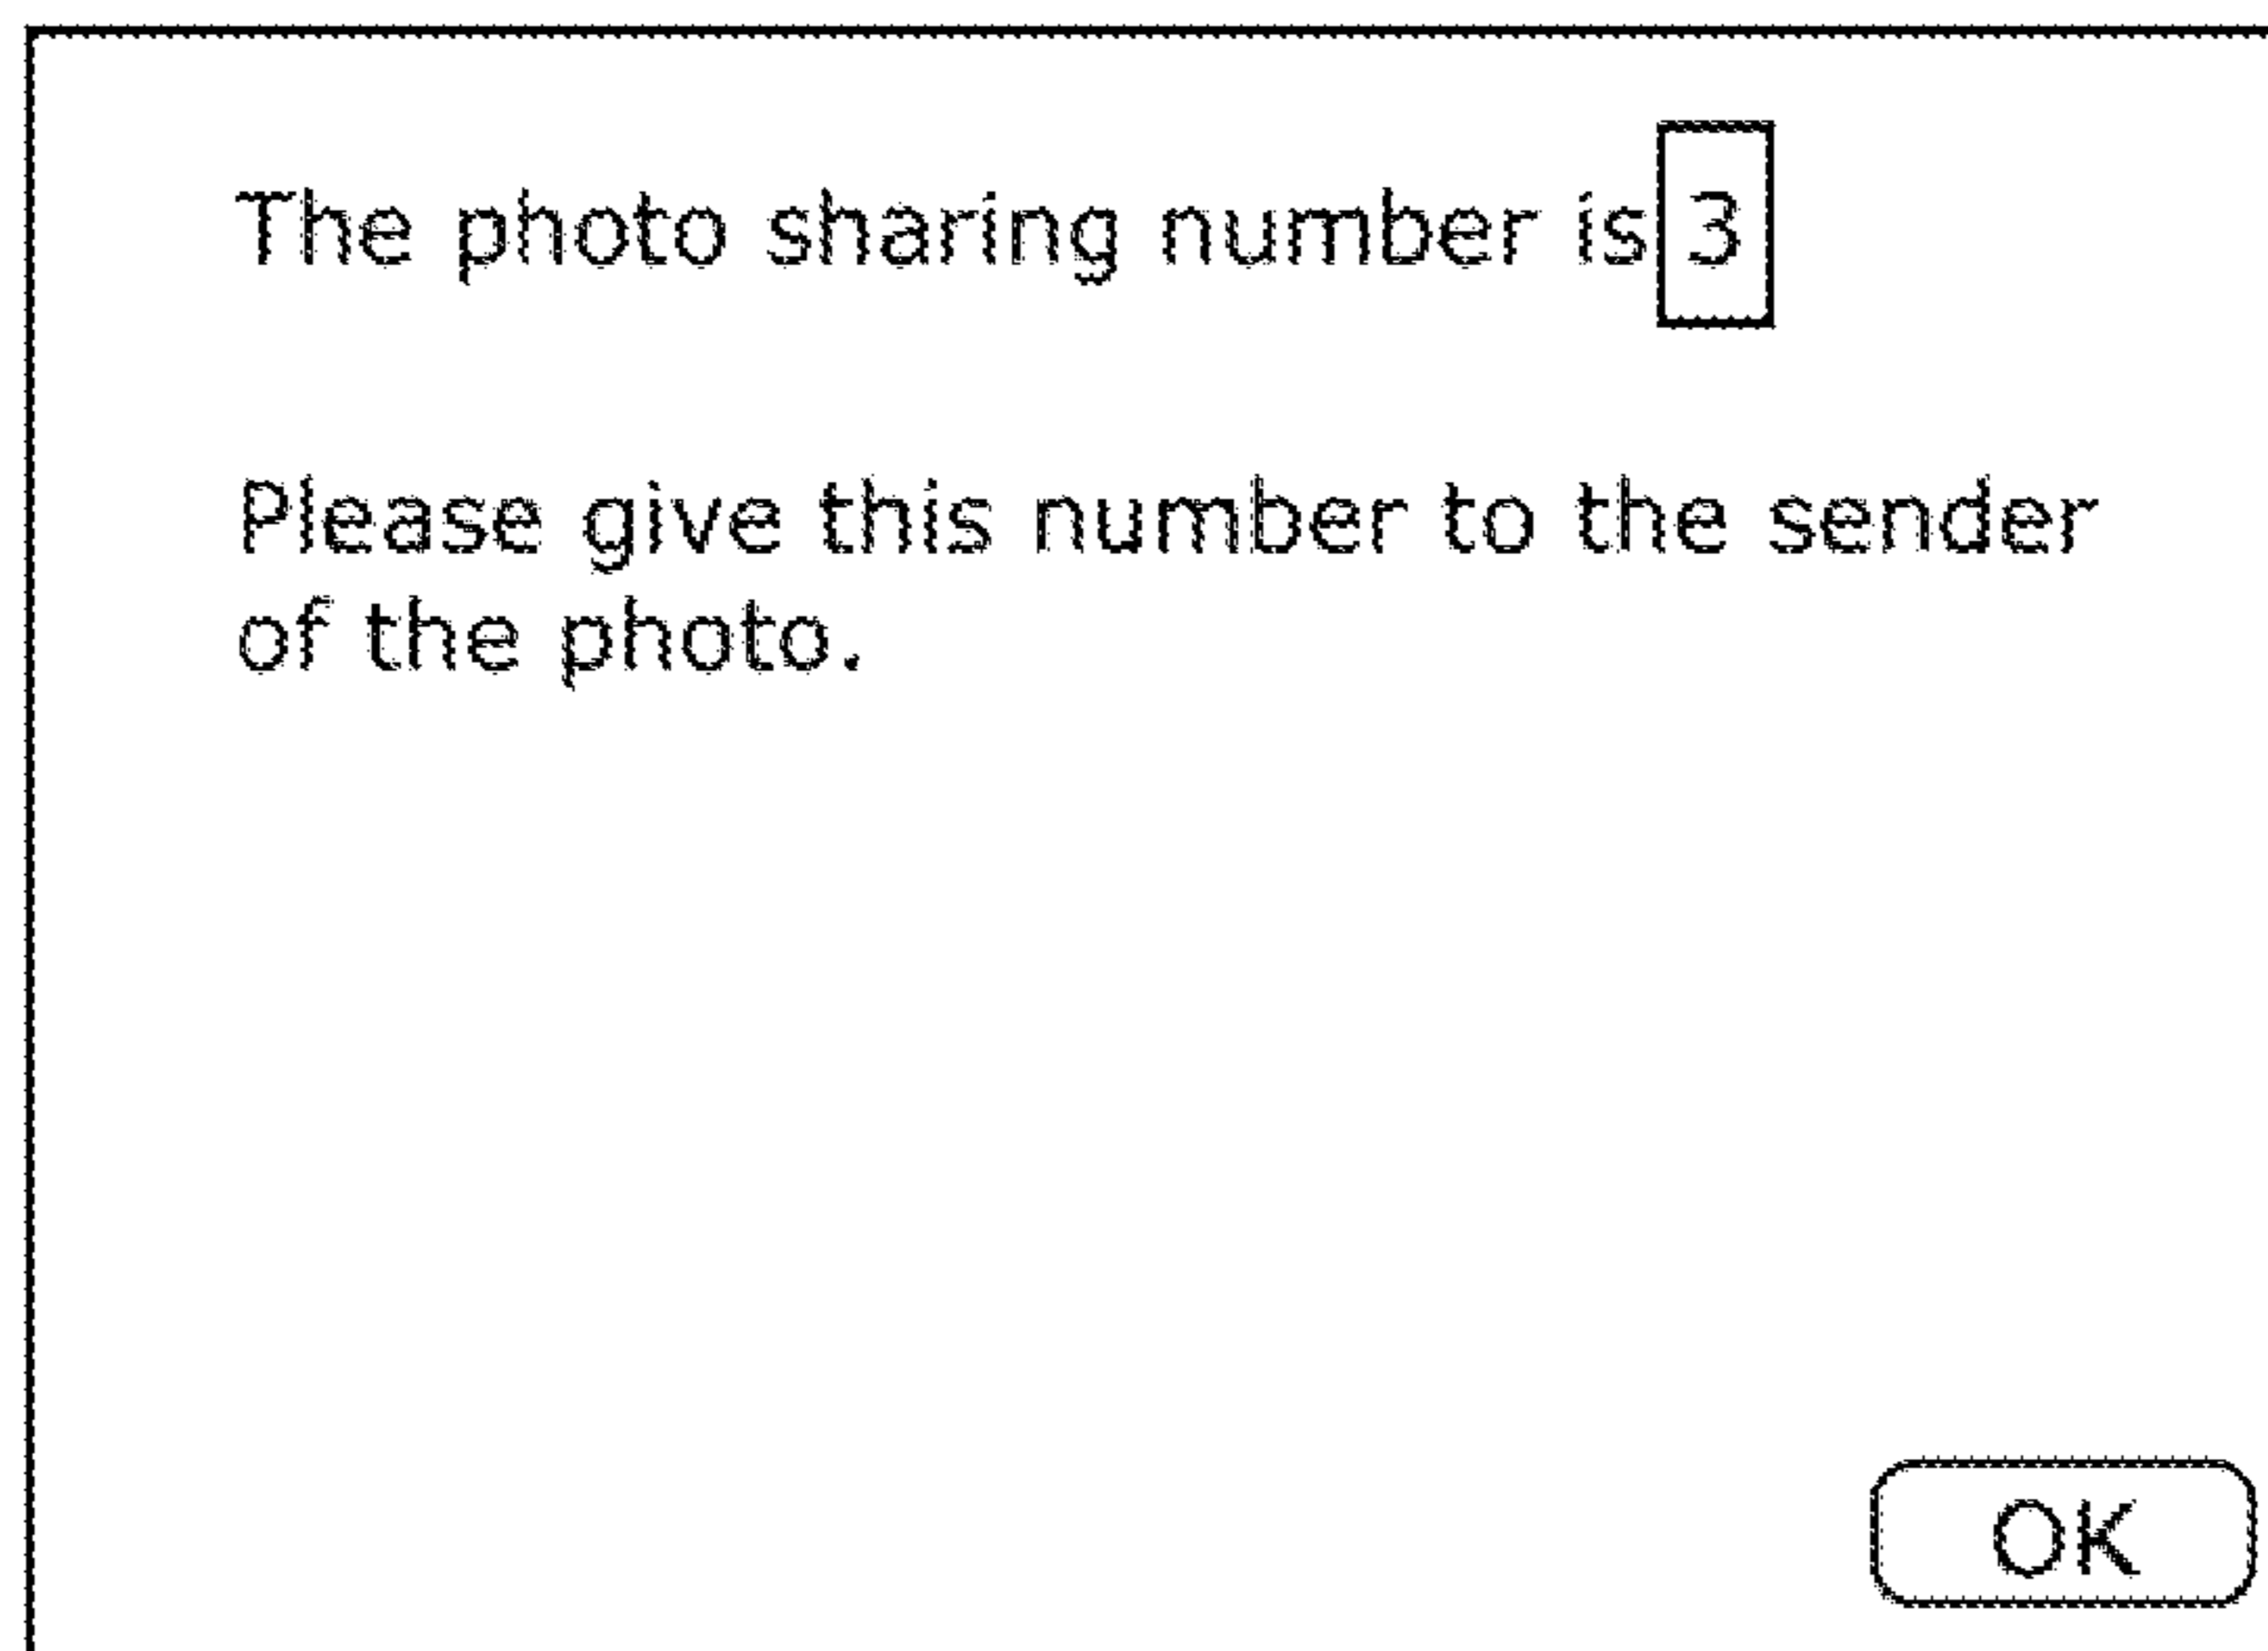 The photo sharing number is 3
Please give this number to the sender
of the photo.
OK